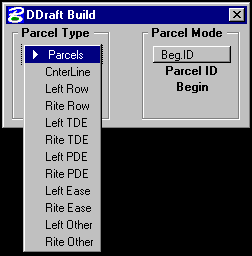 DDraft Build
Parcel Type
Parcels
CnterLine
Left Row
Rite Row
Left TDE
Rite TDE
Left PDE
Rite PDE
Left Ease
Rite Ease
Left Other
Rite Other
Parcel Mode
Beg.ID
Parcel ID
Begin